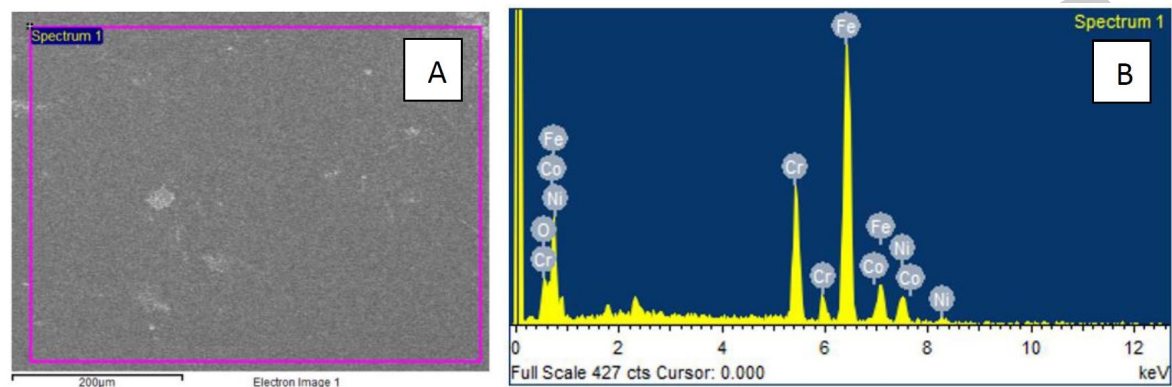 Spectrum 1
A
200µm
Electron Image 1
Spectrum 1
B
Fe
Fe
Co
Ni
O
Cr
Cr
Cr
Fe
Co
Ni
Co
Ni
0 2 4 6 8 10 12
Full Scale 427 cts Cursor: 0.000 keV